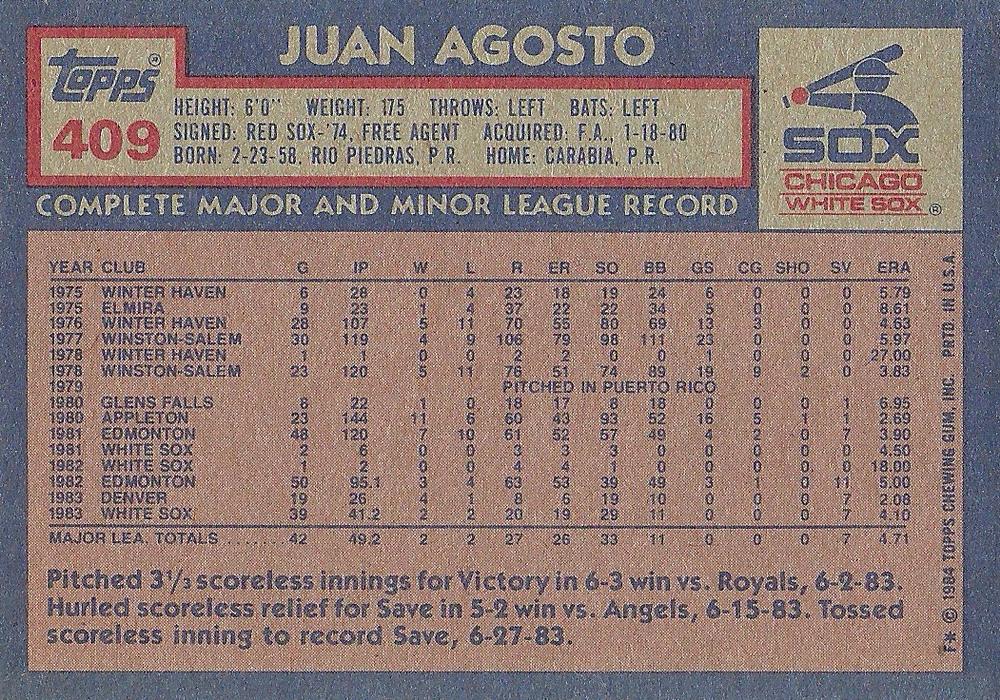 JUAN AGOSTO
TOPPS®
409
HEIGHT: 6'0" WEIGHT: 175 THROWS: LEFT BATS: LEFT
SIGNED: RED SOX-'74, FREE AGENT ACQUIRED: F.A., 1-18-80
BORN: 2-23-58, RIO PIEDRAS, P.R. HOME: CARABIA, P.R.
SOX
CHICAGO
WHITE SOX ®
COMPLETE MAJOR AND MINOR LEAGUE RECORD
YEAR CLUB G IP W L R ER SO BB GS CG SHO SV ERA
1975 WINTER HAVEN 6 28 0 4 23 18 19 24 6 0 0 0 5.79
1975 ELMIRA 9 23 1 4 37 22 22 34 5 0 0 0 8.61
1976 WINTER HAVEN 28 107 5 11 70 55 80 69 13 3 0 0 4.63
1977 WINSTON-SALEM 30 119 4 9 106 79 98 111 23 0 0 0 5.97
1978 WINTER HAVEN 1 1 0 0 2 2 0 0 1 0 0 0 27.00
1978 WINSTON-SALEM 23 120 5 11 76 51 74 89 19 9 2 0 3.83
1979 PITCHED IN PUERTO RICO
1980 GLENS FALLS 8 22 1 0 18 17 8 18 0 0 0 1 6.95
1980 APPLETON 23 144 11 6 60 43 93 52 16 5 1 1 2.69
1981 EDMONTON 48 120 7 10 61 52 57 49 4 2 0 7 3.90
1981 WHITE SOX 2 6 0 0 3 3 3 0 0 0 0 0 4.50
1982 WHITE SOX 1 2 0 0 4 4 1 0 0 0 0 0 18.00
1982 EDMONTON 50 95.1 3 4 63 53 39 49 3 1 0 11 5.00
1983 DENVER 19 26 4 1 8 6 19 10 0 0 0 7 2.08
1983 WHITE SOX 39 41.2 2 2 20 19 29 11 0 0 0 7 4.10
MAJOR LEA. TOTALS ........ 42 49.2 2 2 27 26 33 11 0 0 0 7 4.71
Pitched 3 1/3 scoreless innings for Victory in 6-3 win vs. Royals, 6-2-83.
Hurled scoreless relief for Save in 5-2 win vs. Angels, 6-15-83. Tossed
scoreless inning to record Save, 6-27-83.
F* © 1984 TOPPS CHEWING GUM, INC. PRTD. IN U.S.A.